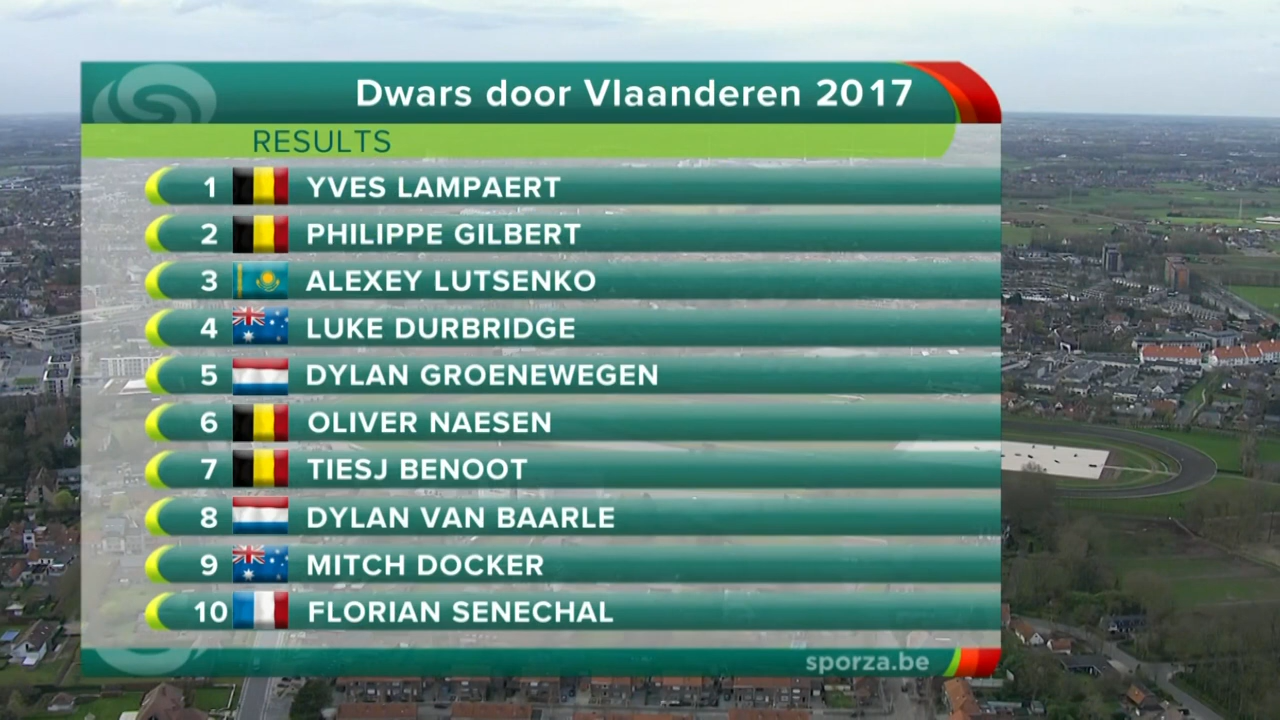 Dwars door Vlaanderen 2017
RESULTS
1 YVES LAMPAERT
2 PHILIPPE GILBERT
3 ALEXEY LUTSENKO
4 LUKE DURBRIDGE
5 DYLAN GROENEWEGEN
6 OLIVER NAESEN
7 TIESJ BENOOT
8 DYLAN VAN BAARLE
9 MITCH DOCKER
10 FLORIAN SENECHAL
sporza.be